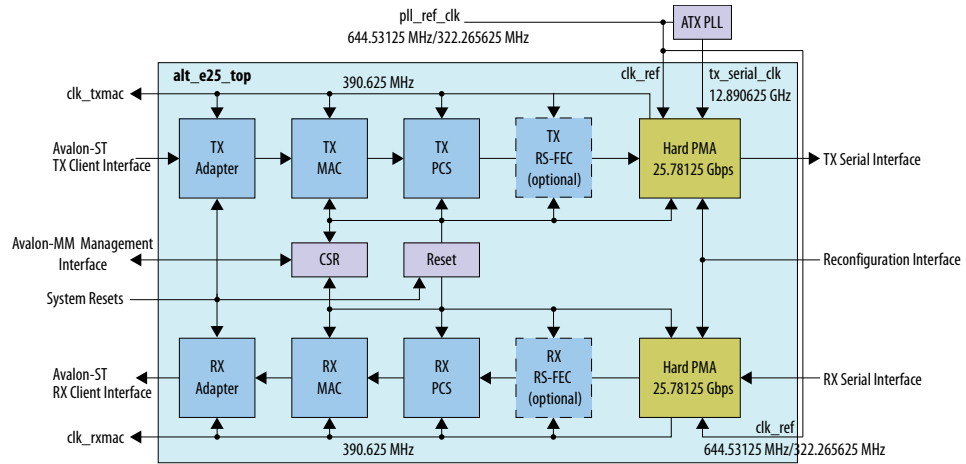 pll_ref_clk
644.53125 MHz/322.265625 MHz
ATX PLL
alt_e25_top
390.625 MHz
clk_ref
tx_serial_clk
12.890625 GHz
clk_txmac
Avalon-ST
TX Client Interface
TX
Adapter
TX
MAC
TX
PCS
TX
RS-FEC
(optional)
Hard PMA
25.78125 Gbps
TX Serial Interface
Avalon-MM Management
Interface
CSR
Reset
Reconfiguration Interface
System Resets
Avalon-ST
RX Client Interface
RX
Adapter
RX
MAC
RX
PCS
RX
RS-FEC
(optional)
Hard PMA
25.78125 Gbps
RX Serial Interface
clk_rxmac
390.625 MHz
clk_ref
644.53125 MHz/322.265625 MHz